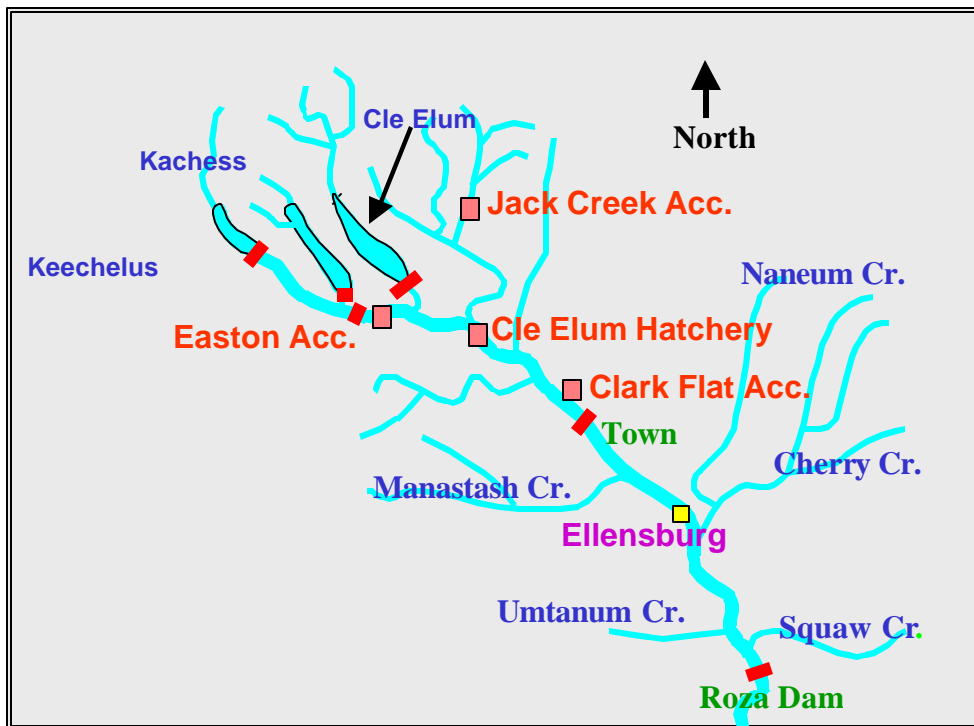 Cle Elum
North
Kachess
Jack Creek Acc.
Keechelus
Naneum Cr.
Easton Acc.
Cle Elum Hatchery
Clark Flat Acc.
Town
Cherry Cr.
Manastash Cr.
Ellensburg
Umtanum Cr.
Squaw Cr.
Roza Dam